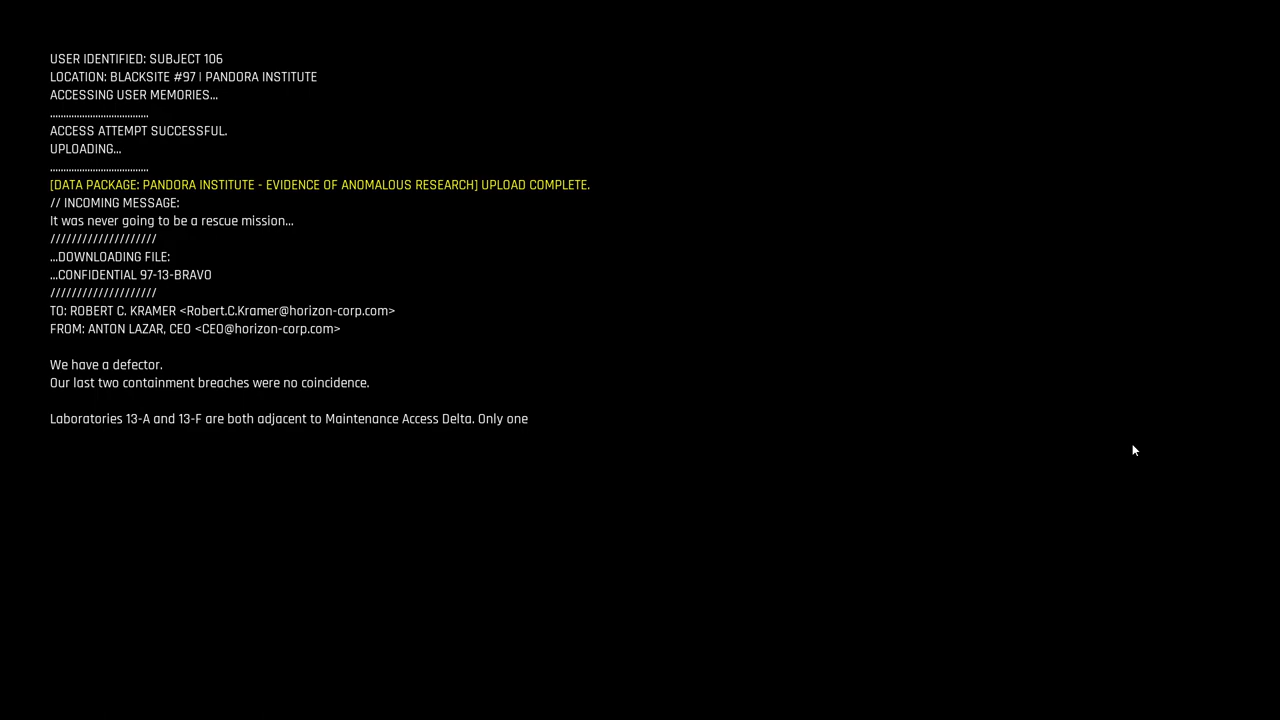 USER IDENTIFIED: SUBJECT 106
LOCATION: BLACKSITE #97 | PANDORA INSTITUTE
ACCESSING USER MEMORIES...
.....................................
ACCESS ATTEMPT SUCCESSFUL.
UPLOADING...
.....................................
[DATA PACKAGE: PANDORA INSTITUTE - EVIDENCE OF ANOMALOUS RESEARCH] UPLOAD COMPLETE.
// INCOMING MESSAGE:
It was never going to be a rescue mission...
////////////////////
...DOWNLOADING FILE:
...CONFIDENTIAL 97-13-BRAVO
////////////////////
TO: ROBERT C. KRAMER <Robert.C.Kramer@horizon-corp.com>
FROM: ANTON LAZAR, CEO <CEO@horizon-corp.com>
We have a defector.
Our last two containment breaches were no coincidence.
Laboratories 13-A and 13-F are both adjacent to Maintenance Access Delta. Only one